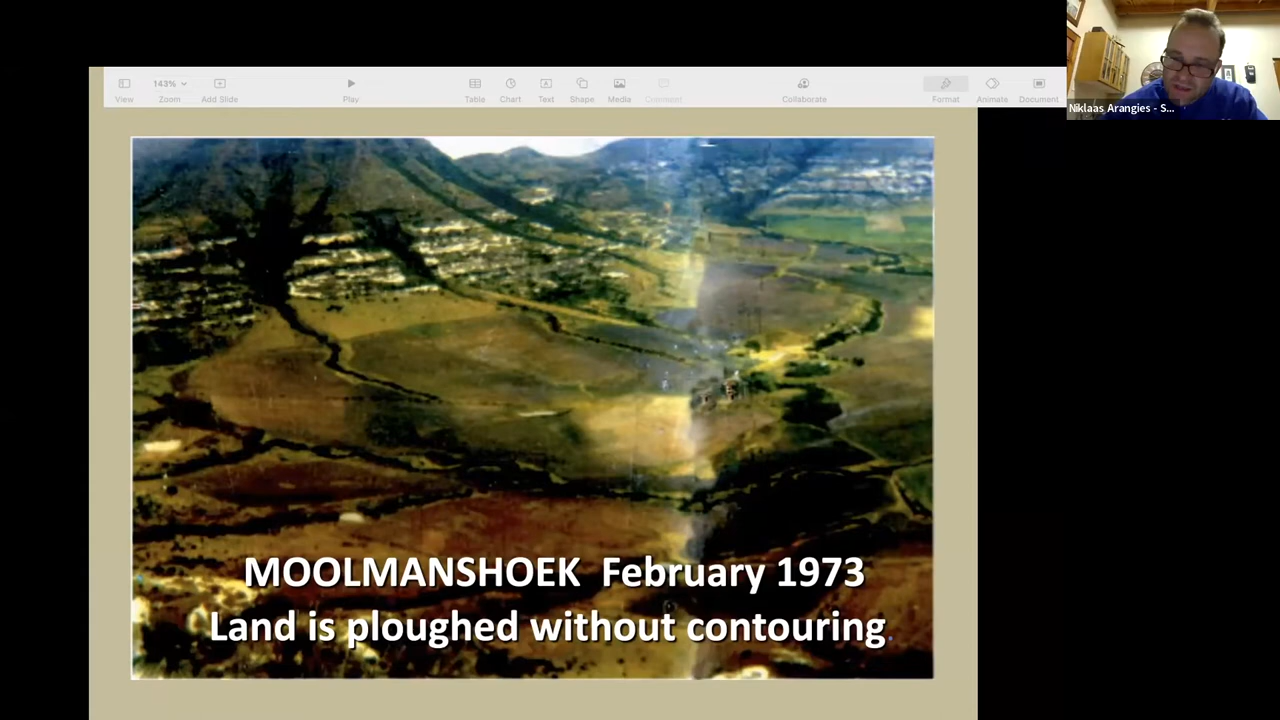 143%
View
Zoom
Add Slide
Play
Table
Chart
Text
Shape
Media
Comment
Collaborate
Format
Animate
Document
Niklaas Arangies - S...
MOOLMANSHOEK February 1973
Land is ploughed without contouring.